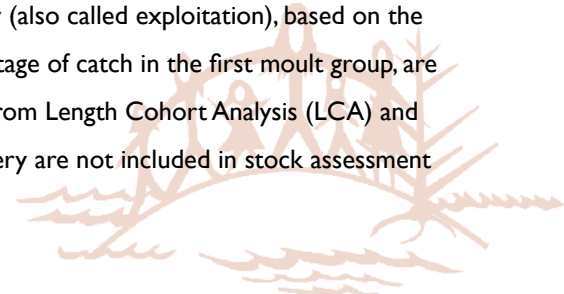 (also called exploitation), based on the
tage of catch in the first moult group, are
from Length Cohort Analysis (LCA) and
ery are not included in stock assessment